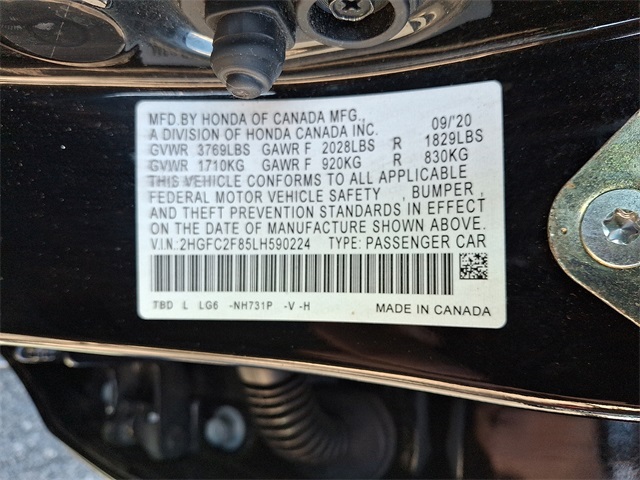 MFD.BY HONDA OF CANADA MFG., 09/'20
A DIVISION OF HONDA CANADA INC.
GVWR 3769LBS GAWR F 2028LBS R 1829LBS
GVWR 1710KG GAWR F 920KG R 830KG
THIS VEHICLE CONFORMS TO ALL APPLICABLE
FEDERAL MOTOR VEHICLE SAFETY , BUMPER ,
AND THEFT PREVENTION STANDARDS IN EFFECT
ON THE DATE OF MANUFACTURE SHOWN ABOVE.
V.I.N.:2HGFC2F85LH590224 TYPE: PASSENGER CAR
TBD L LG6 -NH731P -V -H MADE IN CANADA